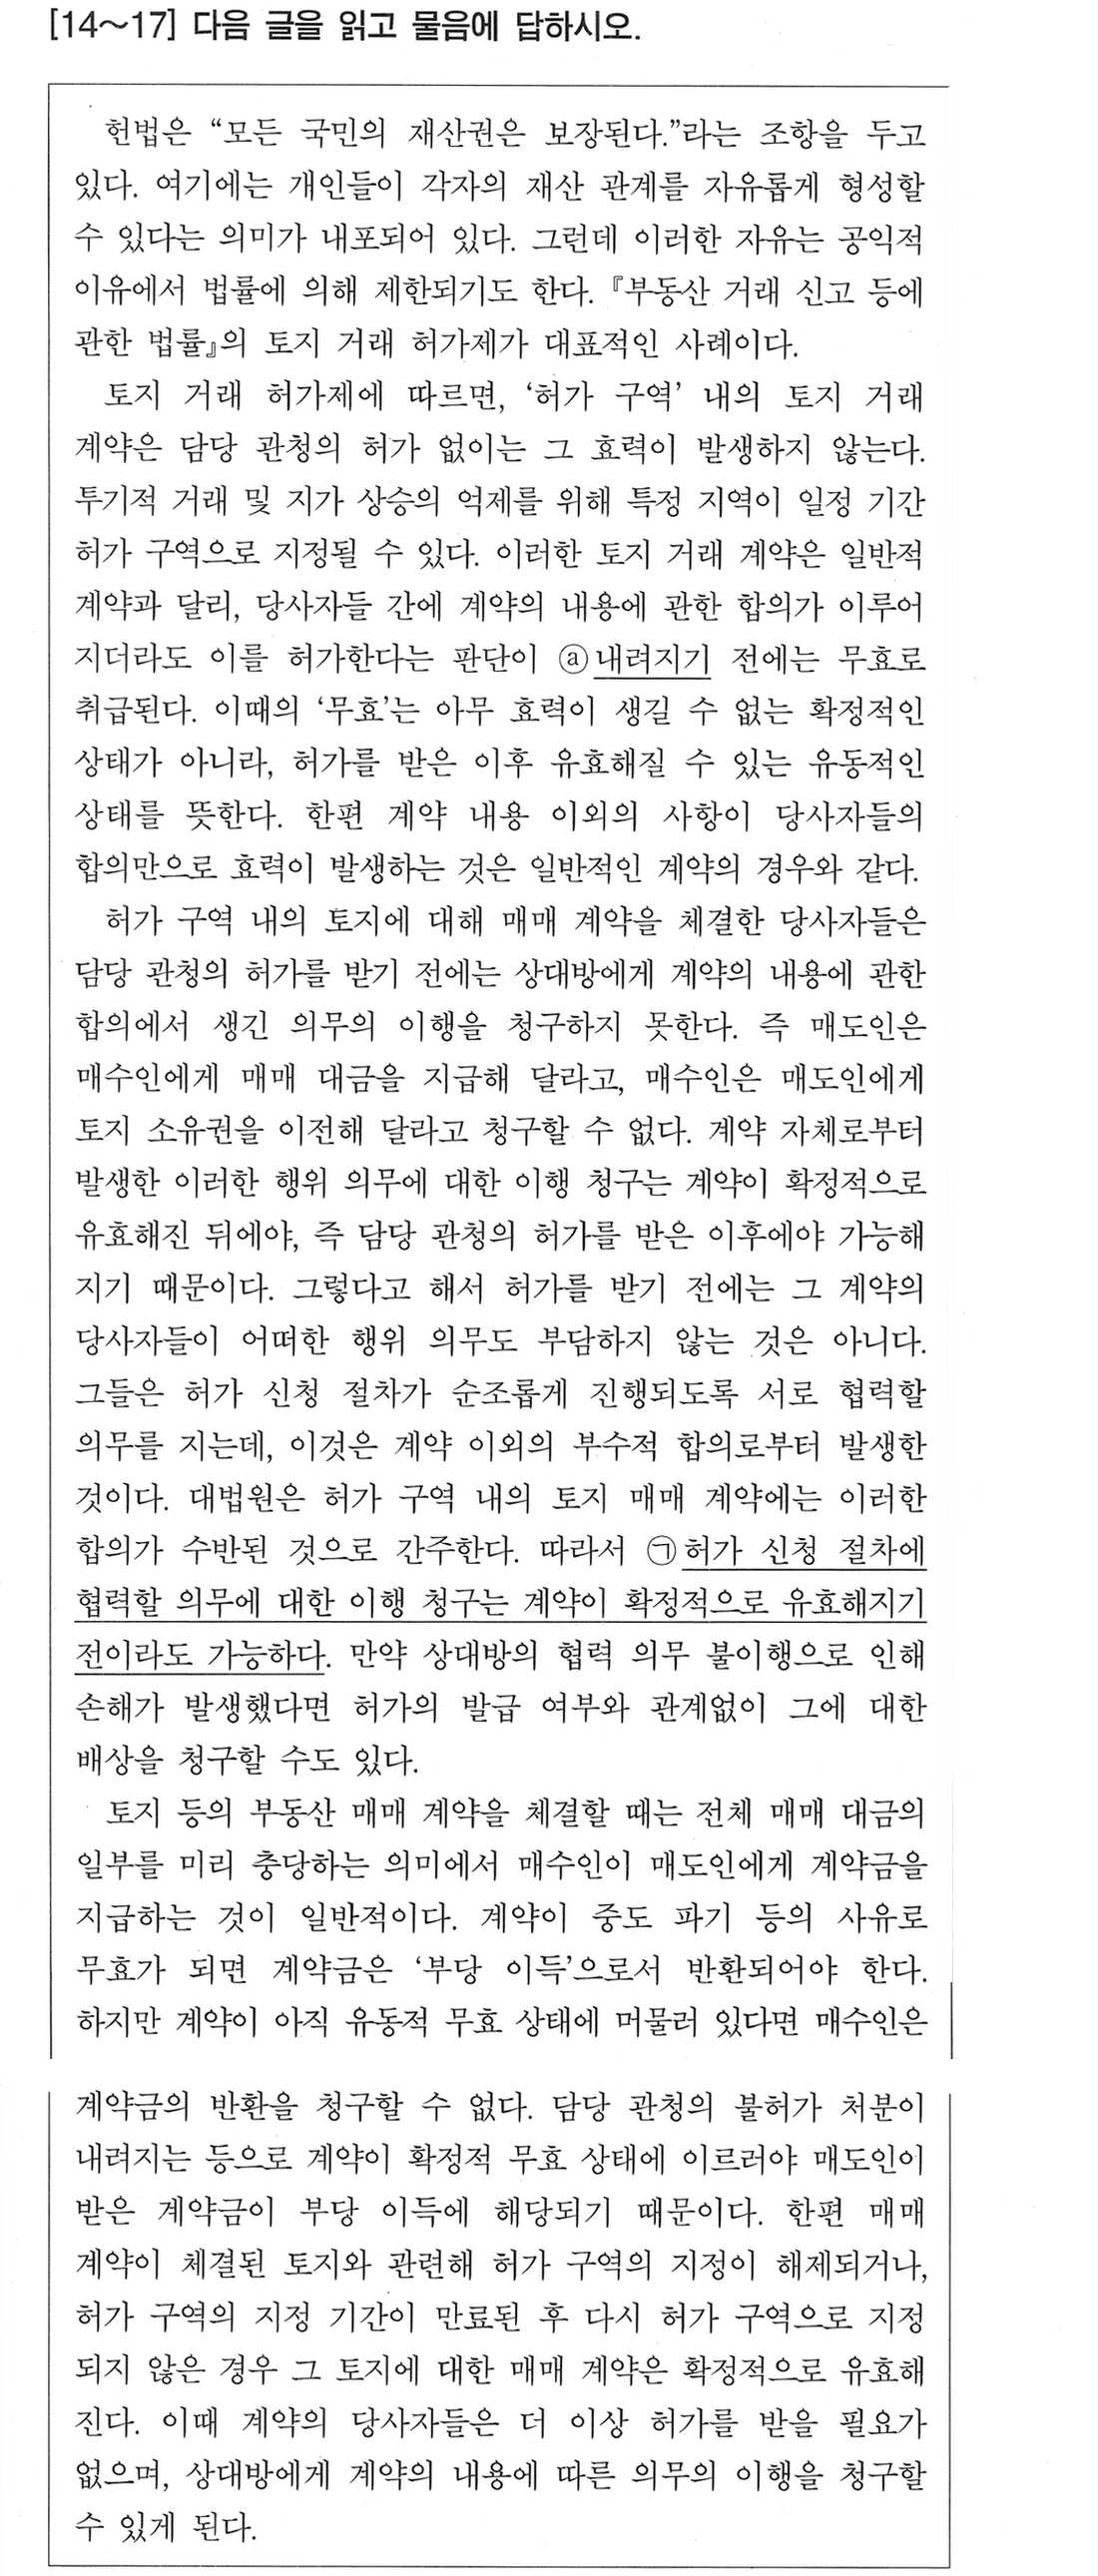 [14~17] 다음 글을 읽고 물음에 답하시오.
헌법은 “모든 국민의 재산권은 보장된다.”라는 조항을 두고
있다. 여기에는 개인들이 각자의 재산 관계를 자유롭게 형성할
수 있다는 의미가 내포되어 있다. 그런데 이러한 자유는 공익적
이유에서 법률에 의해 제한되기도 한다. 『부동산 거래 신고 등에
관한 법률』의 토지 거래 허가제가 대표적인 사례이다.
토지 거래 허가제에 따르면, ‘허가 구역’ 내의 토지 거래
계약은 담당 관청의 허가 없이는 그 효력이 발생하지 않는다.
투기적 거래 및 지가 상승의 억제를 위해 특정 지역이 일정 기간
허가 구역으로 지정될 수 있다. 이러한 토지 거래 계약은 일반적
계약과 달리, 당사자들 간에 계약의 내용에 관한 합의가 이루어
지더라도 이를 허가한다는 판단이 ⓐ내려지기 전에는 무효로
취급된다. 이때의 ‘무효’는 아무 효력이 생길 수 없는 확정적인
상태가 아니라, 허가를 받은 이후 유효해질 수 있는 유동적인
상태를 뜻한다. 한편 계약 내용 이외의 사항이 당사자들의
합의만으로 효력이 발생하는 것은 일반적인 계약의 경우와 같다.
허가 구역 내의 토지에 대해 매매 계약을 체결한 당사자들은
담당 관청의 허가를 받기 전에는 상대방에게 계약의 내용에 관한
합의에서 생긴 의무의 이행을 청구하지 못한다. 즉 매도인은
매수인에게 매매 대금을 지급해 달라고, 매수인은 매도인에게
토지 소유권을 이전해 달라고 청구할 수 없다. 계약 자체로부터
발생한 이러한 행위 의무에 대한 이행 청구는 계약이 확정적으로
유효해진 뒤에야, 즉 담당 관청의 허가를 받은 이후에야 가능해
지기 때문이다. 그렇다고 해서 허가를 받기 전에는 그 계약의
당사자들이 어떠한 행위 의무도 부담하지 않는 것은 아니다.
그들은 허가 신청 절차가 순조롭게 진행되도록 서로 협력할
의무를 지는데, 이것은 계약 이외의 부수적 합의로부터 발생한
것이다. 대법원은 허가 구역 내의 토지 매매 계약에는 이러한
합의가 수반된 것으로 간주한다. 따라서 ㉠허가 신청 절차에
협력할 의무에 대한 이행 청구는 계약이 확정적으로 유효해지기
전이라도 가능하다. 만약 상대방의 협력 의무 불이행으로 인해
손해가 발생했다면 허가의 발급 여부와 관계없이 그에 대한
배상을 청구할 수도 있다.
토지 등의 부동산 매매 계약을 체결할 때는 전체 매매 대금의
일부를 미리 충당하는 의미에서 매수인이 매도인에게 계약금을
지급하는 것이 일반적이다. 계약이 중도 파기 등의 사유로
무효가 되면 계약금은 ‘부당 이득’으로서 반환되어야 한다.
하지만 계약이 아직 유동적 무효 상태에 머물러 있다면 매수인은
계약금의 반환을 청구할 수 없다. 담당 관청의 불허가 처분이
내려지는 등으로 계약이 확정적 무효 상태에 이르러야 매도인이
받은 계약금이 부당 이득에 해당되기 때문이다. 한편 매매
계약이 체결된 토지와 관련해 허가 구역의 지정이 해제되거나,
허가 구역의 지정 기간이 만료된 후 다시 허가 구역으로 지정
되지 않은 경우 그 토지에 대한 매매 계약은 확정적으로 유효해
진다. 이때 계약의 당사자들은 더 이상 허가를 받을 필요가
없으며, 상대방에게 계약의 내용에 따른 의무의 이행을 청구할
수 있게 된다.